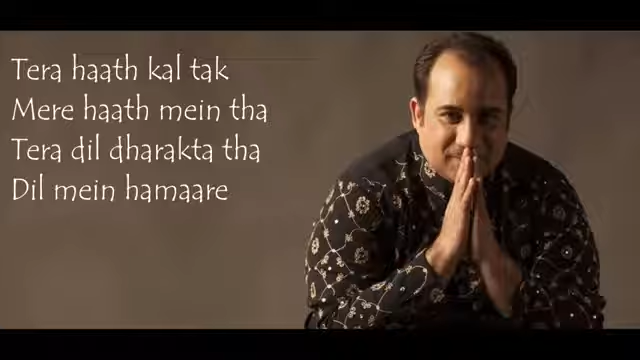 Tera haath kal tak
Mere haath mein tha
Tera dil dharakta tha
Dil mein hamaare